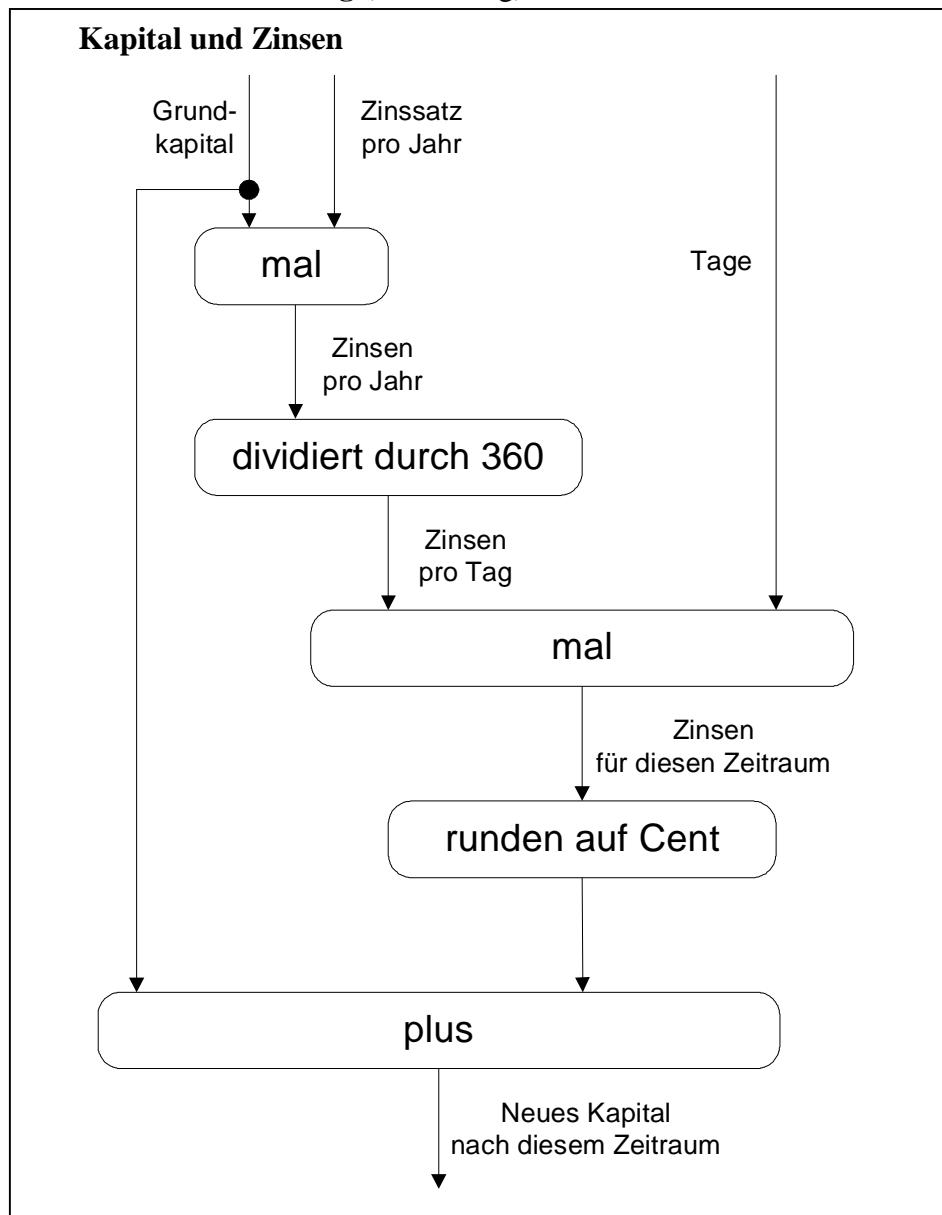 Kapital und Zinsen
Grund-
kapital
Zinssatz
pro Jahr
mal
Tage
Zinsen
pro Jahr
dividiert durch 360
Zinsen
pro Tag
mal
Zinsen
für diesen Zeitraum
runden auf Cent
plus
Neues Kapital
nach diesem Zeitraum